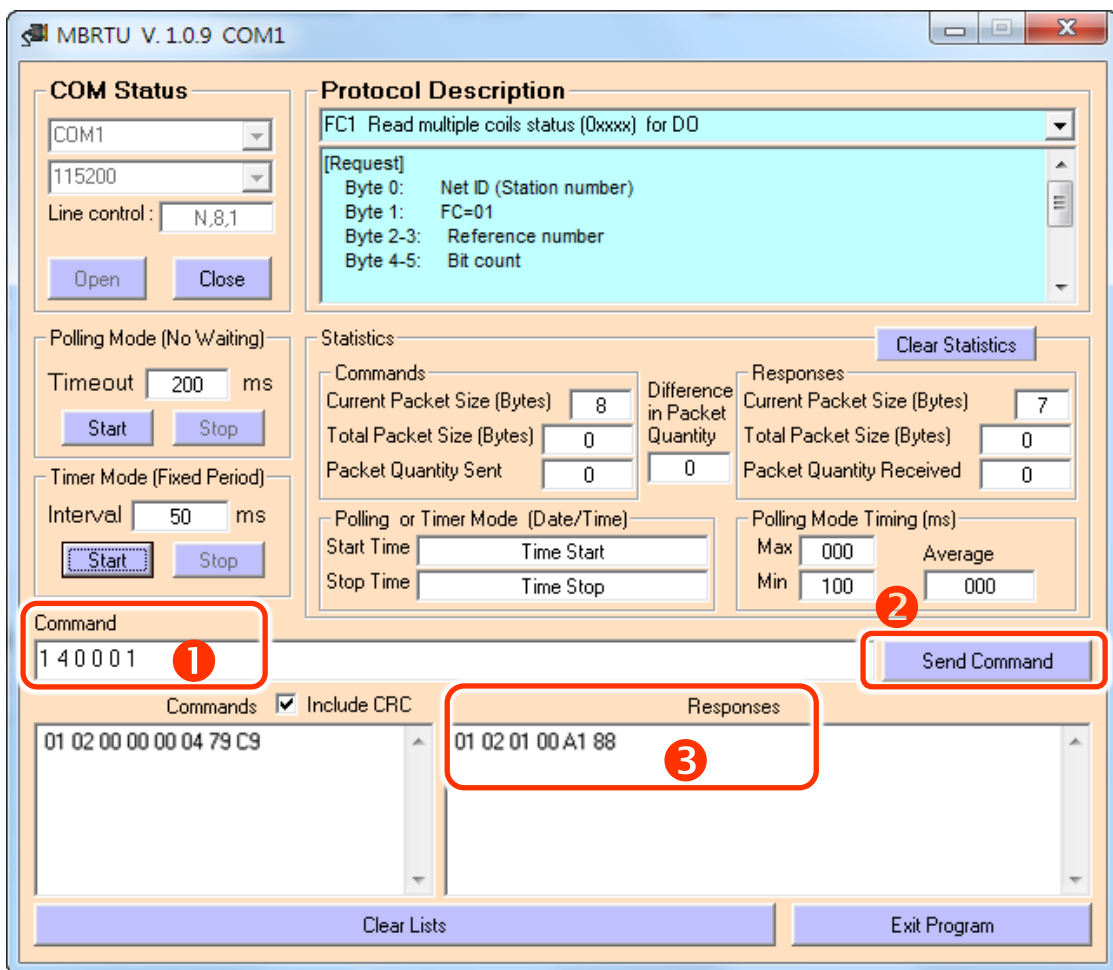 MBRTU V. 1.0.9 COM1
COM Status
COM1
115200
Line control : N,8,1
Open Close
Protocol Description
FC1 Read multiple coils status (0xxxx) for DO
[Request]
Byte 0: Net ID (Station number)
Byte 1: FC=01
Byte 2-3: Reference number
Byte 4-5: Bit count
Polling Mode (No Waiting)
Timeout 200 ms
Start Stop
Timer Mode (Fixed Period)
Interval 50 ms
Start Stop
Statistics
Clear Statistics
Commands
Current Packet Size (Bytes) 8
Total Packet Size (Bytes) 0
Packet Quantity Sent 0
Difference
in Packet
Quantity
0
Responses
Current Packet Size (Bytes) 7
Total Packet Size (Bytes) 0
Packet Quantity Received 0
Polling or Timer Mode (Date/Time)
Start Time Time Start
Stop Time Time Stop
Polling Mode Timing (ms)
Max 000
Min 100
Average
000
Command
1 4 0 0 0 1
1
2
Send Command
Commands Include CRC
01 02 00 00 00 04 79 C9
Responses
01 02 01 00 A1 88
3
Clear Lists
Exit Program